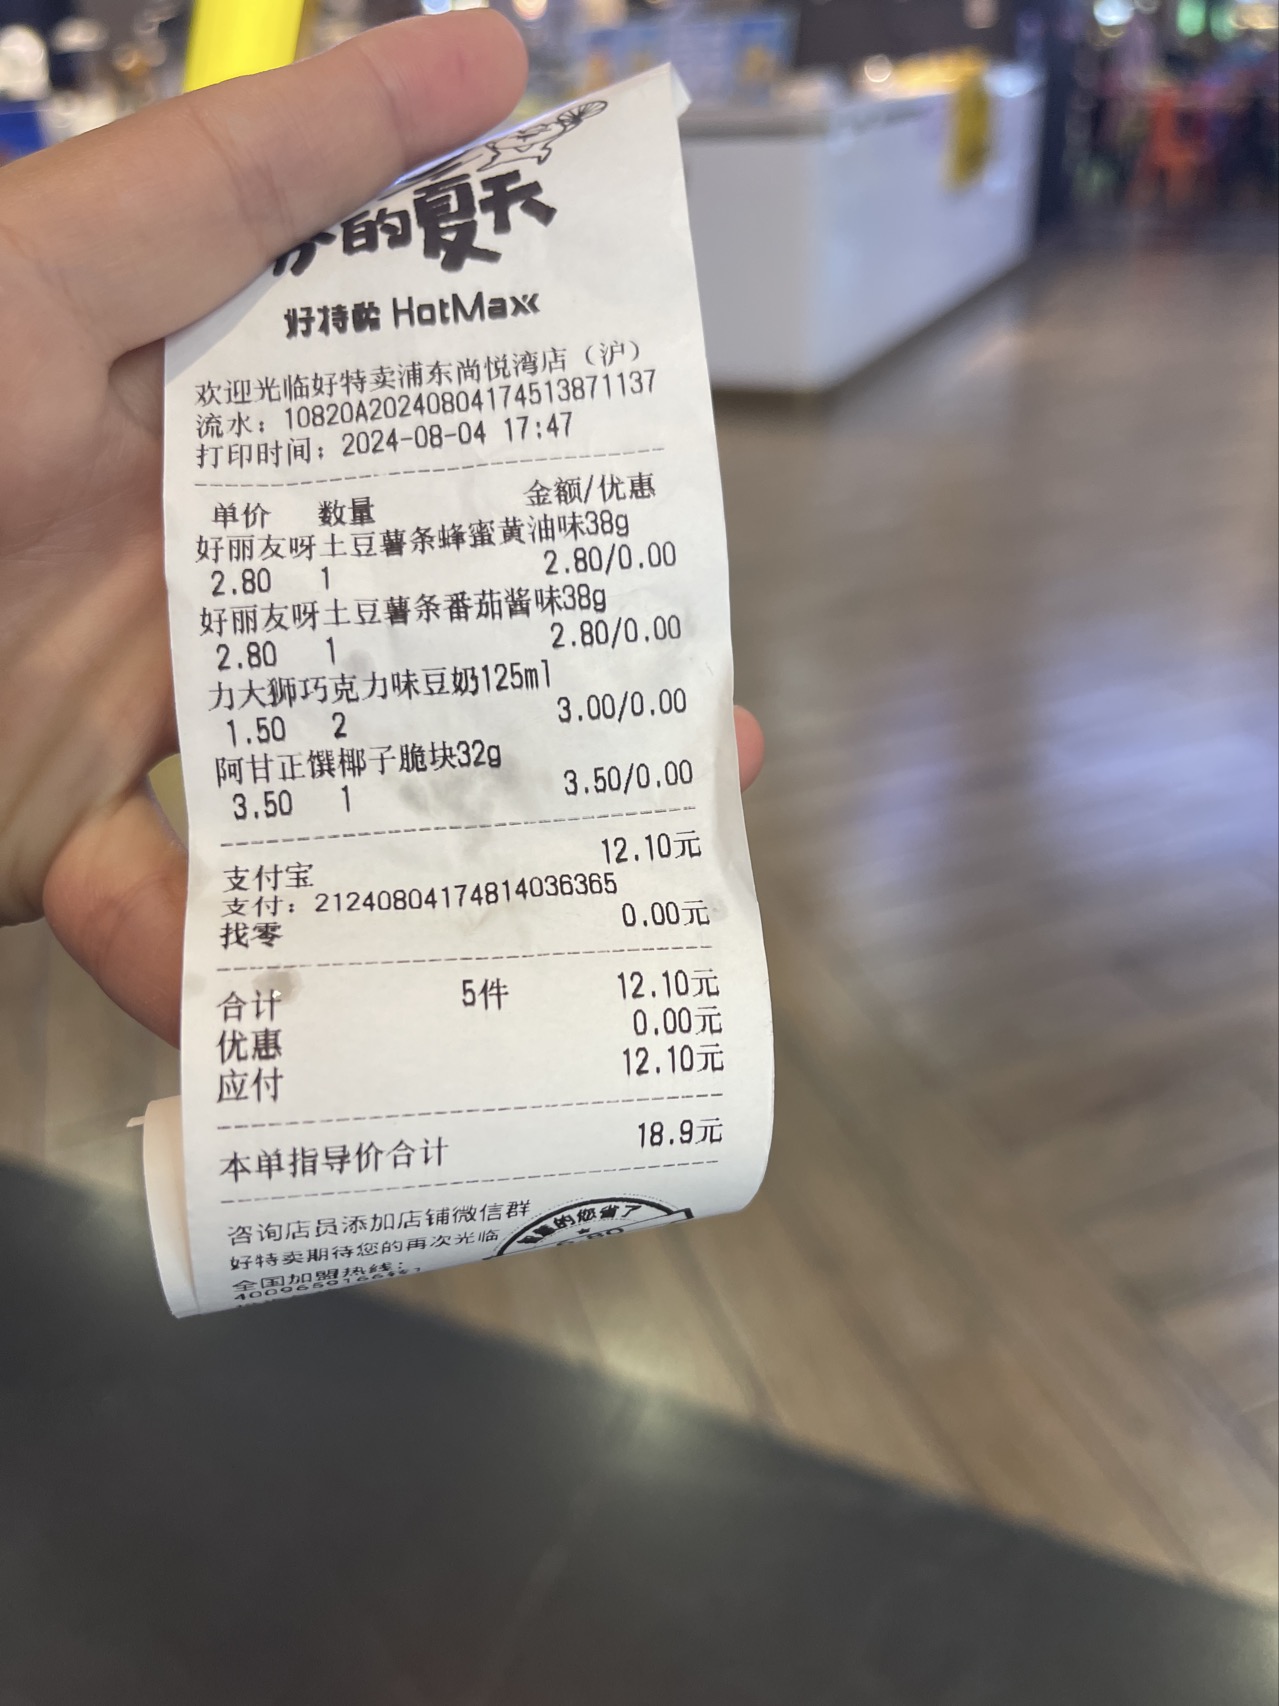 的夏天
好特卖 HotMaxx
欢迎光临好特卖浦东尚悦湾店（沪）
流水：10820A20240804174513871137
打印时间：2024-08-04 17:47
单价 数量 金额/优惠
好丽友呀土豆薯条蜂蜜黄油味38g
2.80 1 2.80/0.00
好丽友呀土豆薯条番茄酱味38g
2.80 1 2.80/0.00
力大狮巧克力味豆奶125ml
1.50 2 3.00/0.00
阿甘正馔椰子脆块32g
3.50 1 3.50/0.00
支付宝 12.10元
支付：21240804174814036365
找零 0.00元
合计 5件 12.10元
优惠 0.00元
应付 12.10元
本单指导价合计 18.9元
咨询店员添加店铺微信群
好特卖期待您的再次光临
全国加盟热线：
的您省了